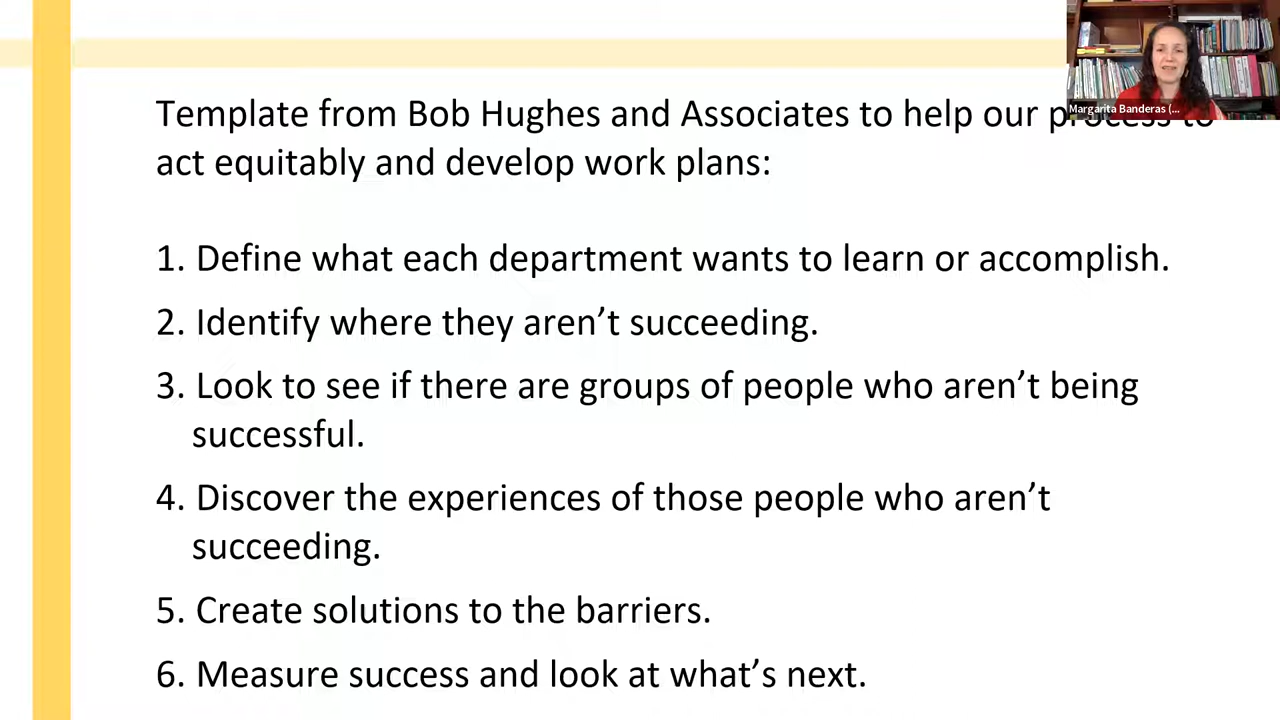 Template from Bob Hughes and Associates to help our process to
act equitably and develop work plans:
1. Define what each department wants to learn or accomplish.
2. Identify where they aren’t succeeding.
3. Look to see if there are groups of people who aren’t being
successful.
4. Discover the experiences of those people who aren’t
succeeding.
5. Create solutions to the barriers.
6. Measure success and look at what’s next.
Margarita Banderas (...